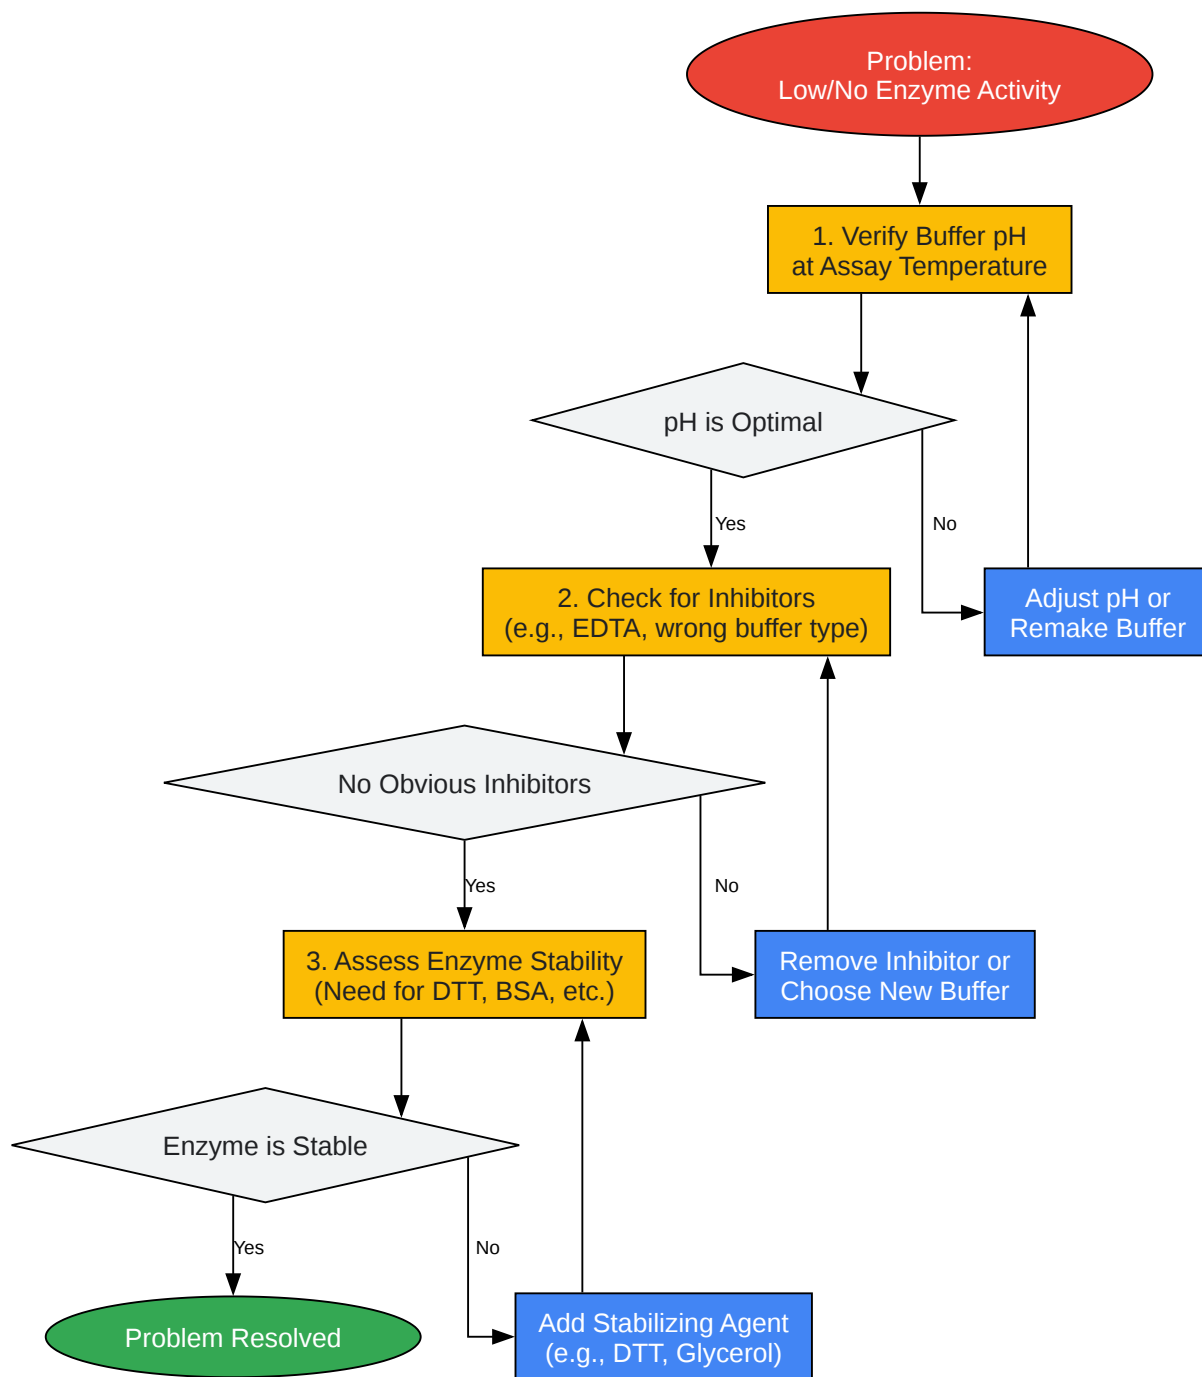 Problem:
Low/No Enzyme Activity
1. Verify Buffer pH
at Assay Temperature
pH is Optimal
Yes
No
2. Check for Inhibitors
(e.g., EDTA, wrong buffer type)
Adjust pH or
Remake Buffer
No Obvious Inhibitors
Yes
No
3. Assess Enzyme Stability
(Need for DTT, BSA, etc.)
Remove Inhibitor or
Choose New Buffer
Enzyme is Stable
Yes
No
Problem Resolved
Add Stabilizing Agent
(e.g., DTT, Glycerol)